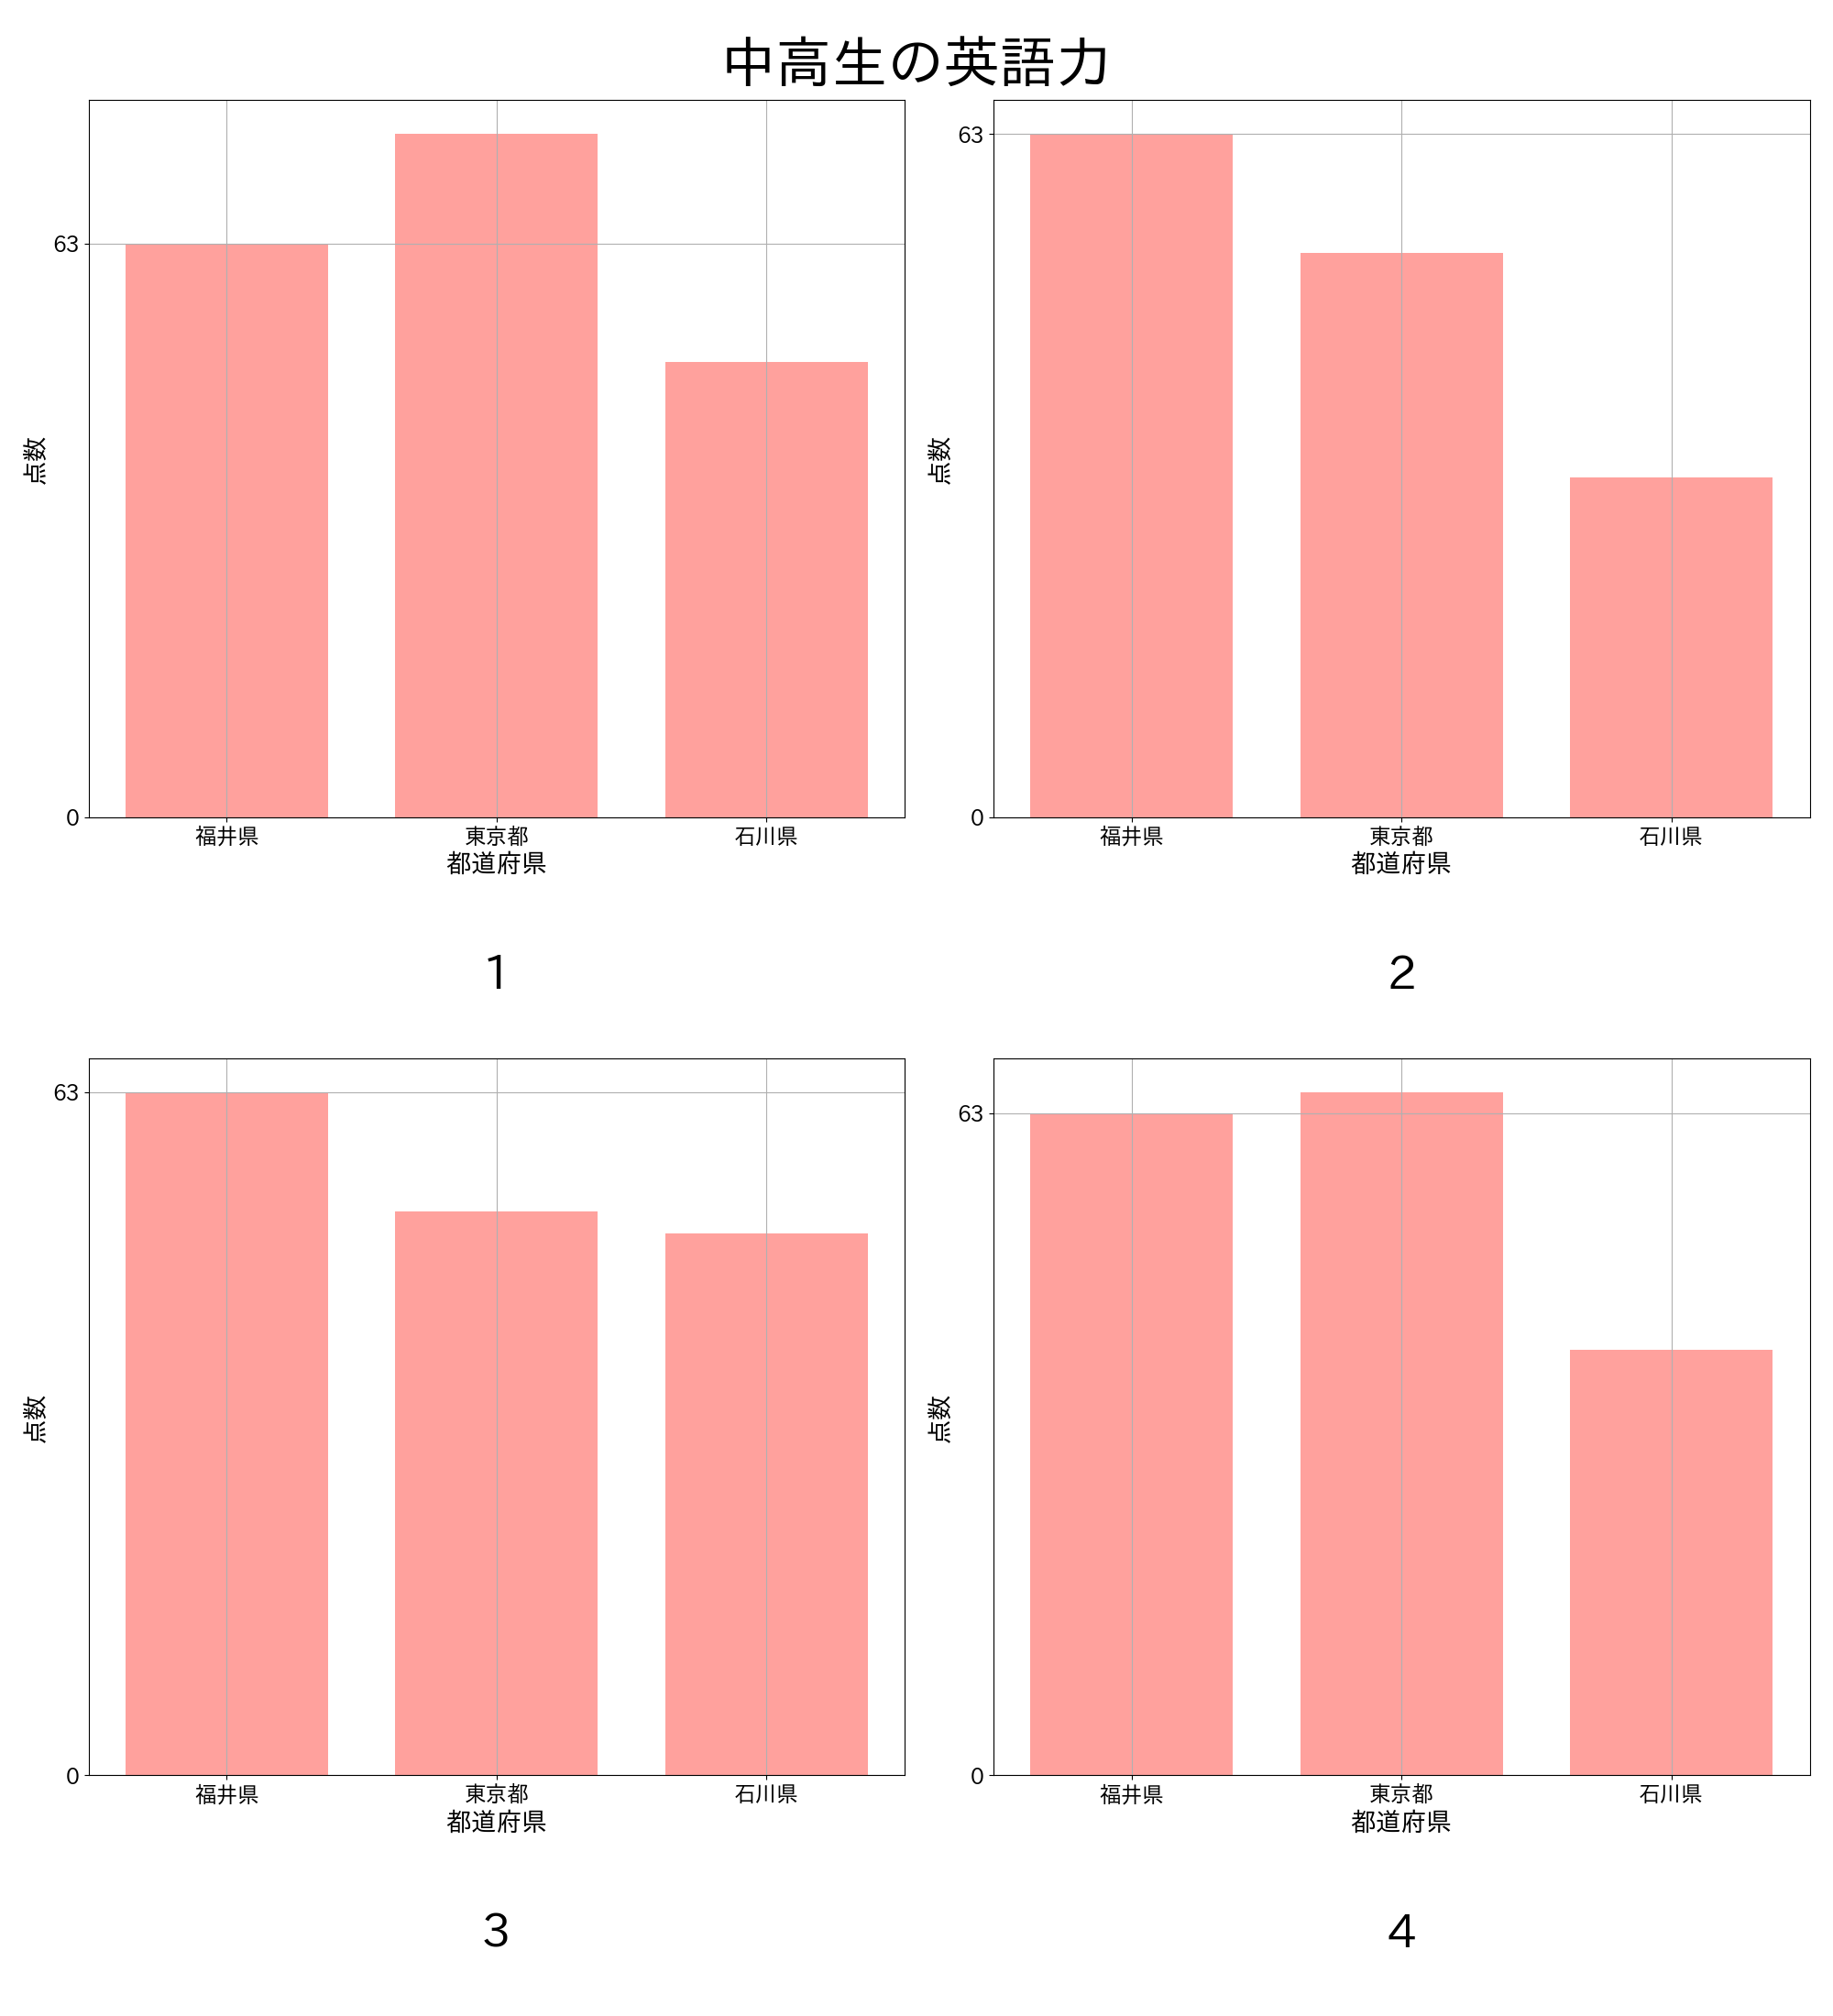 中高生の英語力
63
0
点数
福井県 東京都 石川県
都道府県
1
63
0
点数
福井県 東京都 石川県
都道府県
2
63
0
点数
福井県 東京都 石川県
都道府県
3
63
0
点数
福井県 東京都 石川県
都道府県
4